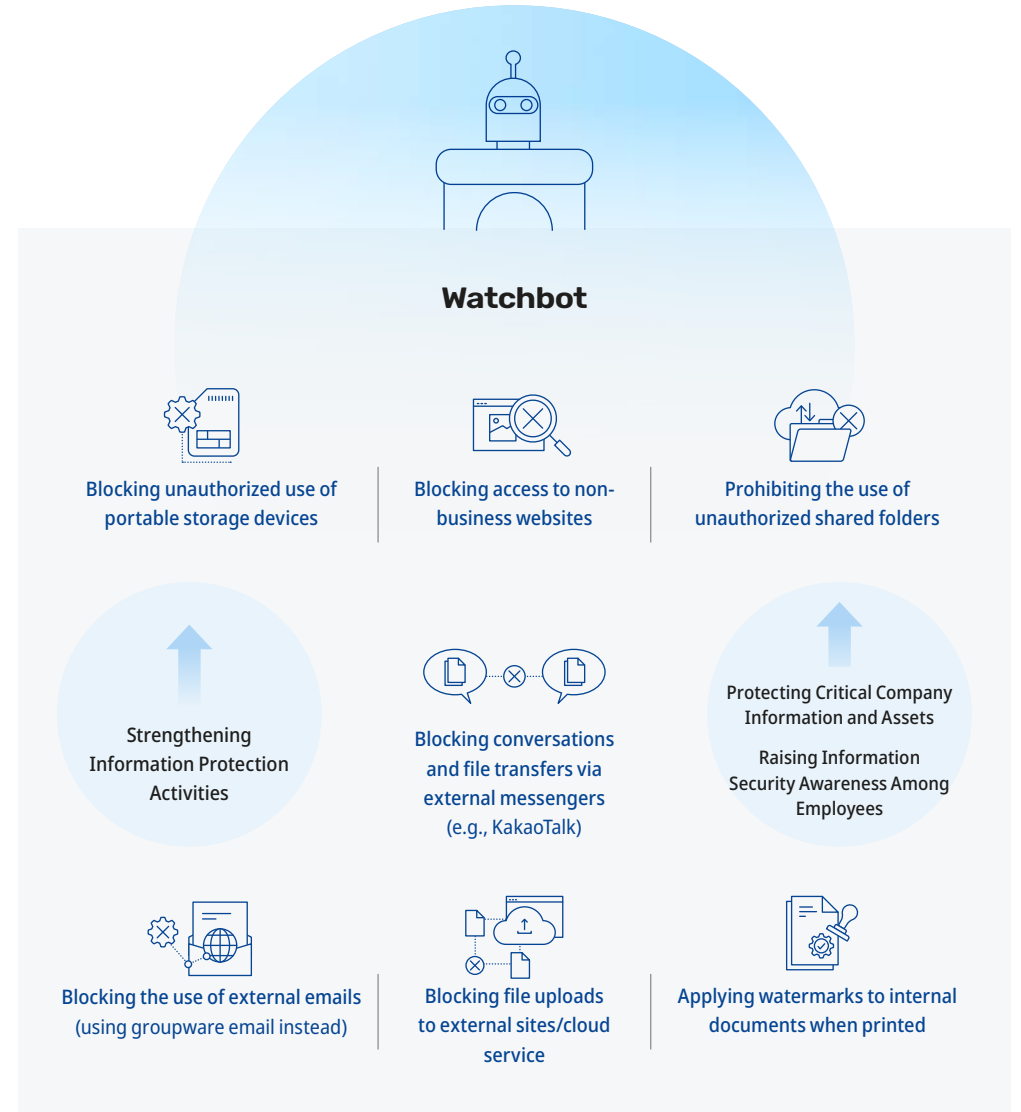 Watchbot
Blocking unauthorized use of
portable storage devices
Blocking access to non-
business websites
Prohibiting the use of
unauthorized shared folders
Strengthening
Information Protection
Activities
Blocking conversations
and file transfers via
external messengers
(e.g., KakaoTalk)
Protecting Critical Company
Information and Assets
Raising Information
Security Awareness Among
Employees
Blocking the use of external emails
(using groupware email instead)
Blocking file uploads
to external sites/cloud
service
Applying watermarks to internal
documents when printed